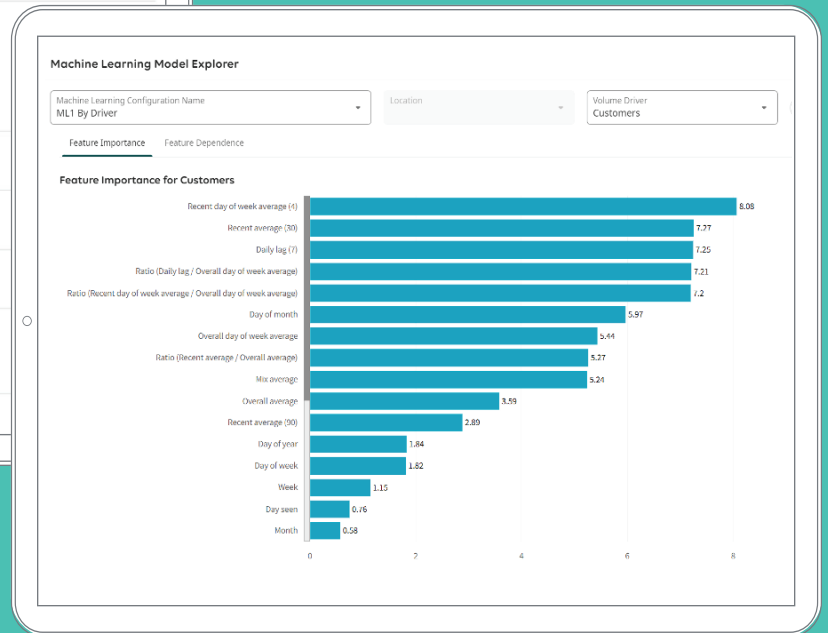 Machine Learning Model Explorer
Machine Learning Configuration Name
ML1 By Driver
Location
Volume Driver
Customers
Feature Importance
Feature Dependence
Feature Importance for Customers
Recent day of week average (4) 8.08
Recent average (30) 7.27
Daily lag (7) 7.25
Ratio (Daily lag / Overall day of week average) 7.21
Ratio (Recent day of week average / Overall day of week average) 7.2
Day of month 5.97
Overall day of week average 5.44
Ratio (Recent average / Overall average) 5.27
Mix average 5.24
Overall average 3.59
Recent average (90) 2.89
Day of year 1.84
Day of week 1.82
Week 1.15
Day seen 0.76
Month 0.58
0 2 4 6 8